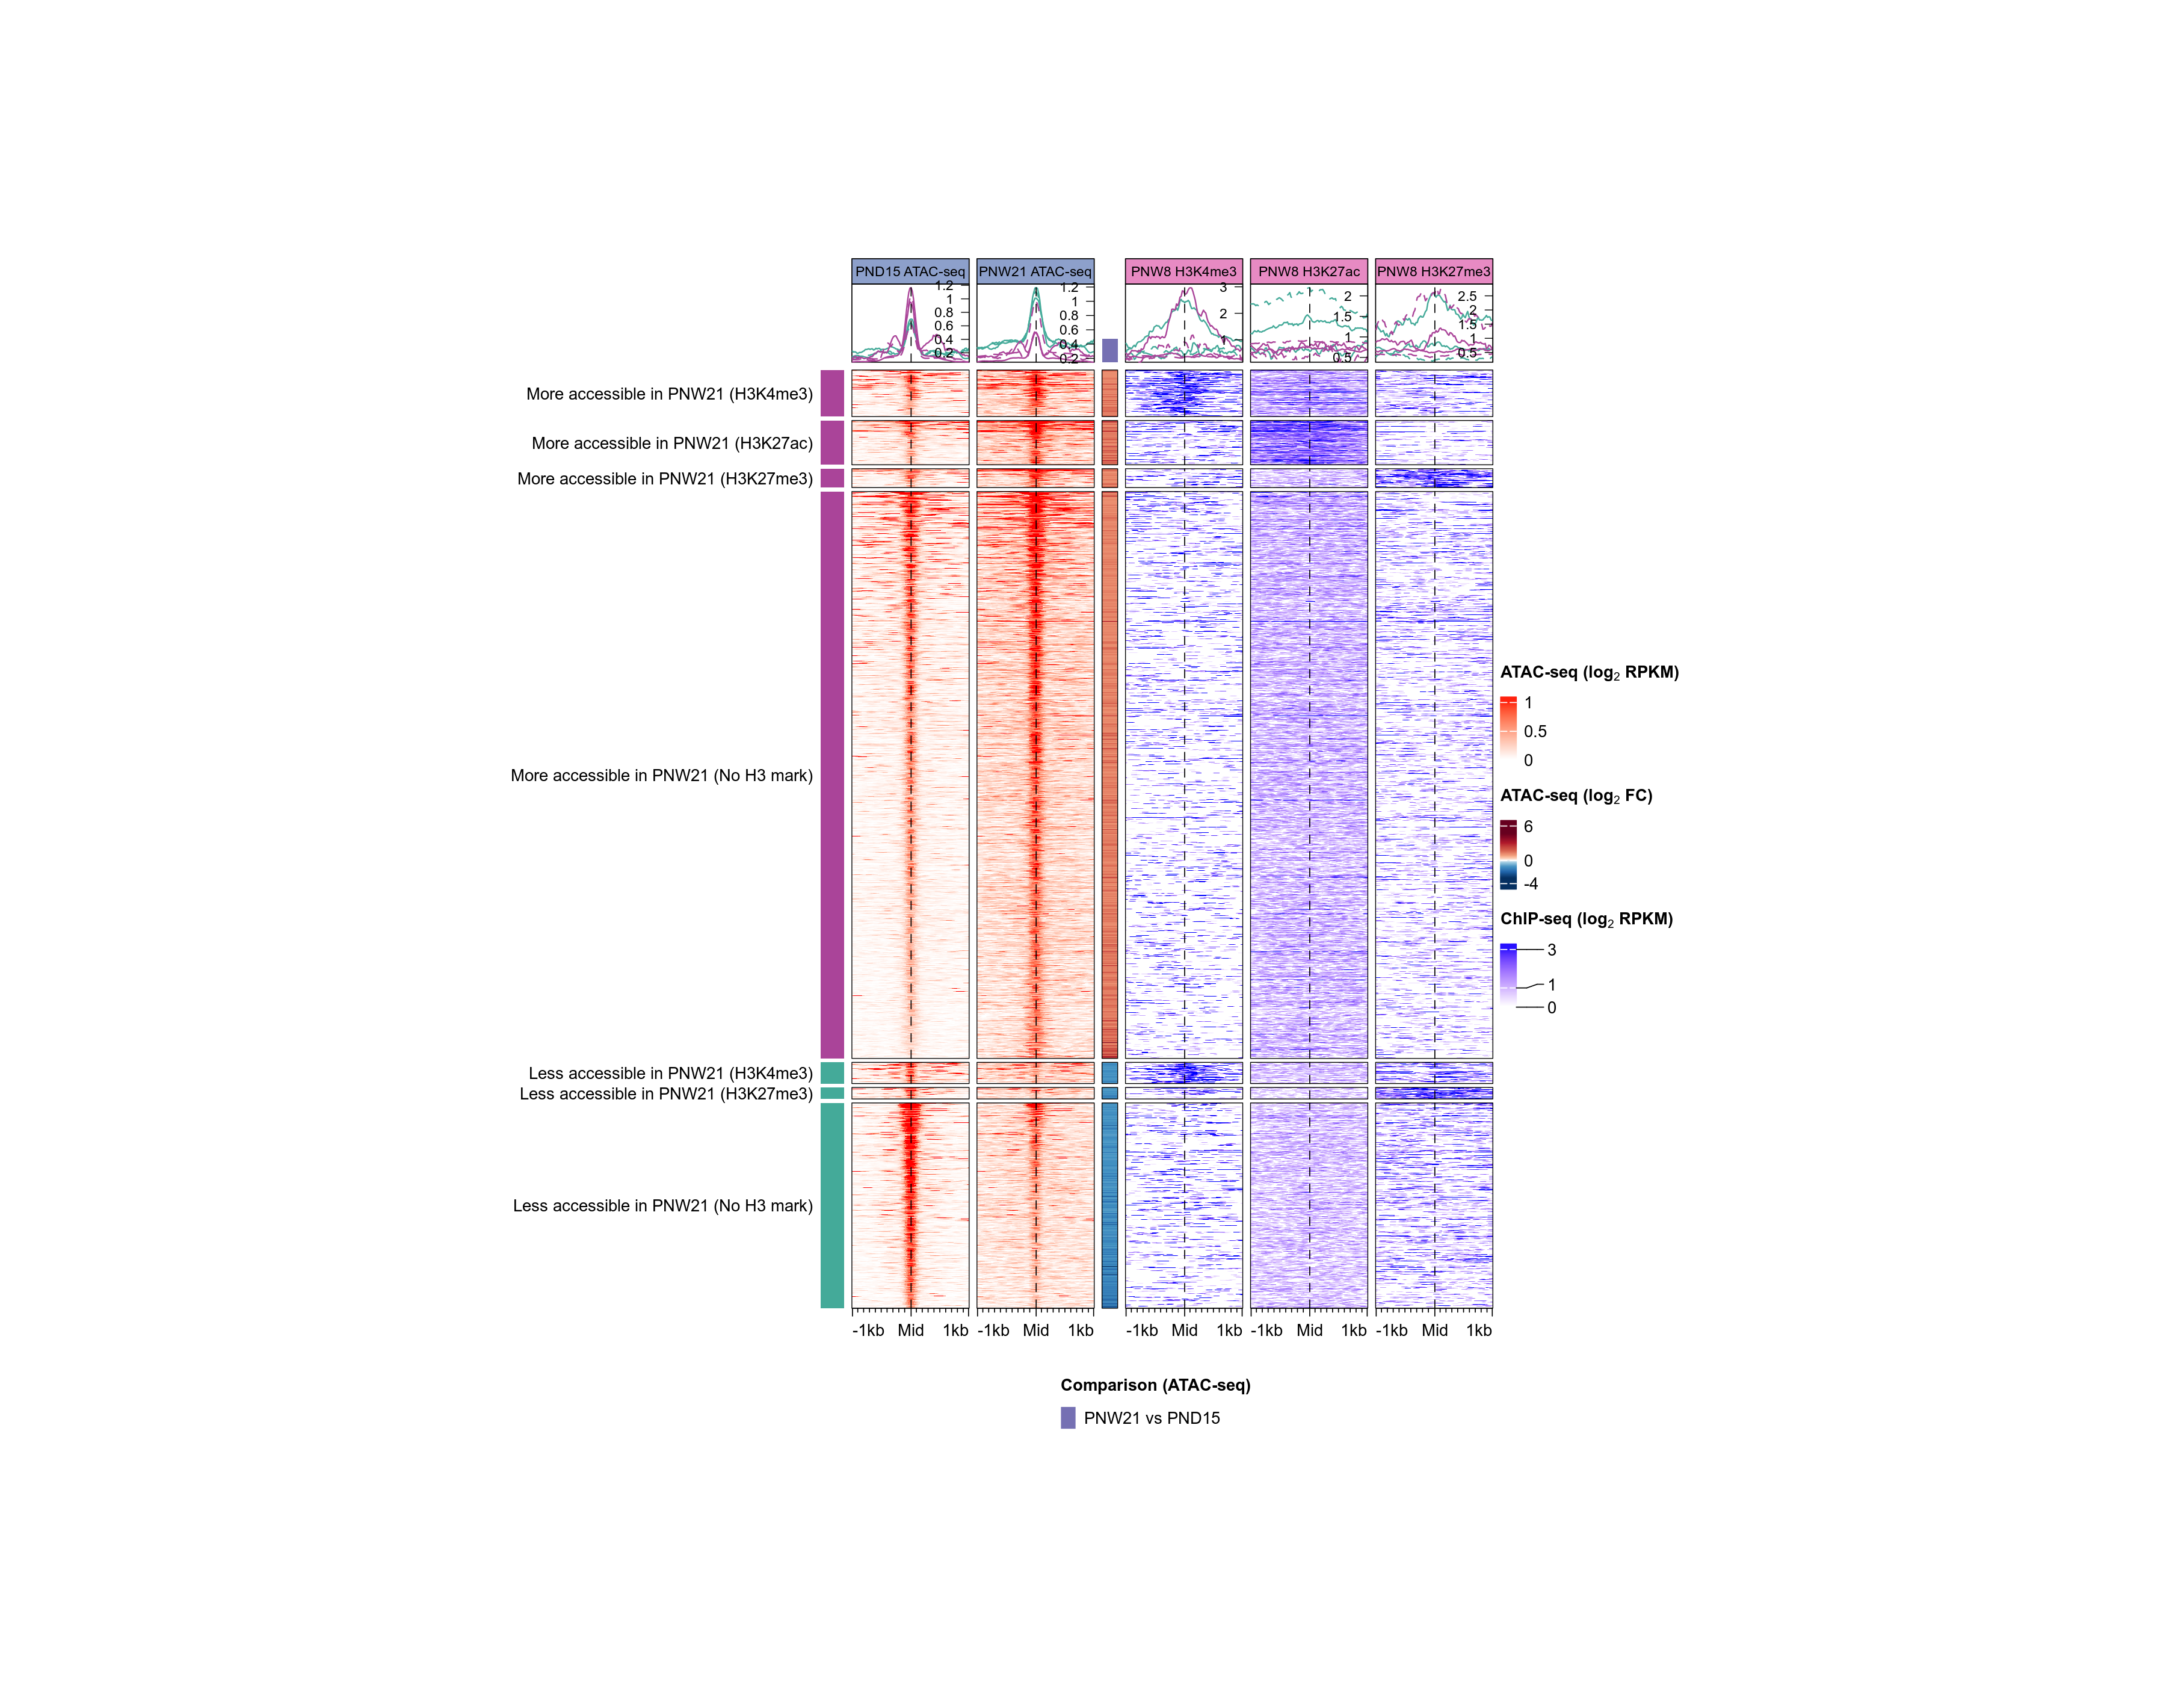 PND15 ATAC-seq
PNW21 ATAC-seq
PNW8 H3K4me3
PNW8 H3K27ac
PNW8 H3K27me3
1.2
1
0.8
0.6
0.4
0.2
1.2
1
0.8
0.6
0.4
0.2
3
2
1
2
1.5
1
0.5
2.5
2
1.5
1
0.5
More accessible in PNW21 (H3K4me3)
More accessible in PNW21 (H3K27ac)
More accessible in PNW21 (H3K27me3)
More accessible in PNW21 (No H3 mark)
Less accessible in PNW21 (H3K4me3)
Less accessible in PNW21 (H3K27me3)
Less accessible in PNW21 (No H3 mark)
-1kb Mid 1kb
-1kb Mid 1kb
-1kb Mid 1kb
-1kb Mid 1kb
-1kb Mid 1kb
ATAC-seq (log₂ RPKM)
1
0.5
0
ATAC-seq (log₂ FC)
6
0
-4
ChIP-seq (log₂ RPKM)
3
1
0
Comparison (ATAC-seq)
PNW21 vs PND15